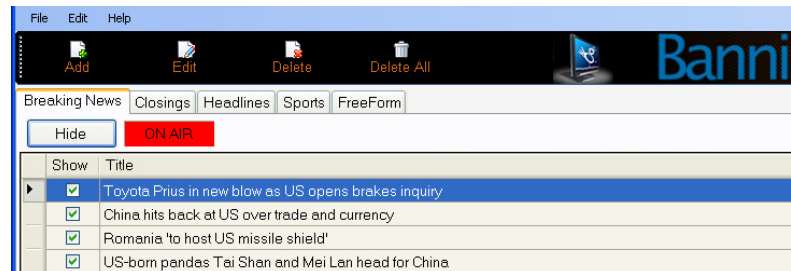 File Edit Help
Add Edit Delete Delete All
Banni
Breaking News Closings Headlines Sports FreeForm
Hide ON AIR
Show Title
Toyota Prius in new blow as US opens brakes inquiry
China hits back at US over trade and currency
Romania 'to host US missile shield'
US-born pandas Tai Shan and Mei Lan head for China